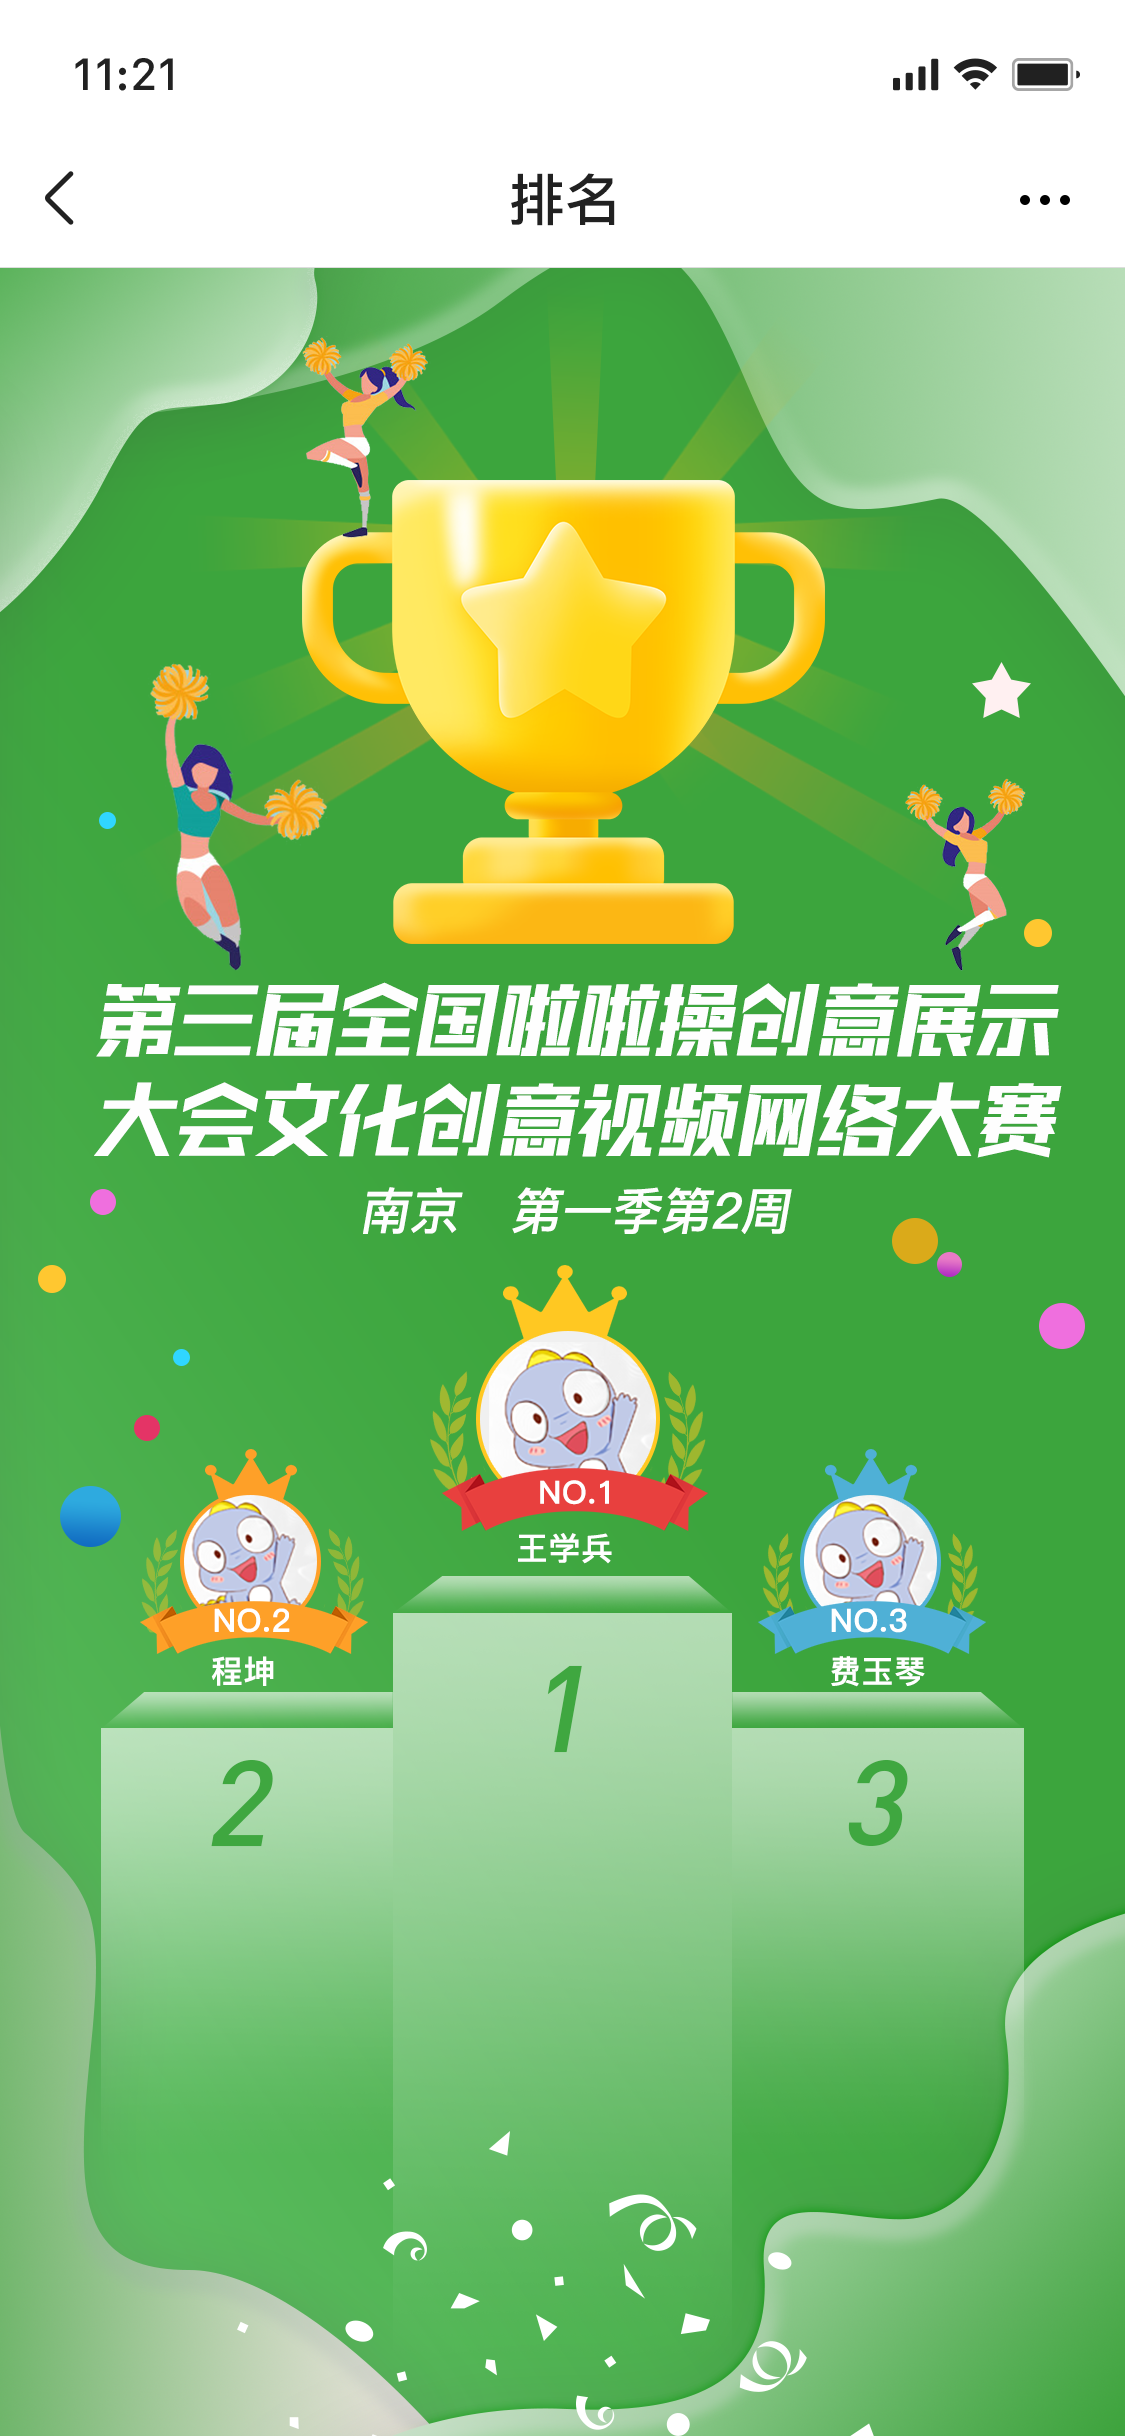 11:21
排名
第三届全国啦啦操创意展示
大会文化创意视频网络大赛
南京 第一季第2周
NO.1
王学兵
NO.2
程坤
NO.3
费玉琴
1
2
3